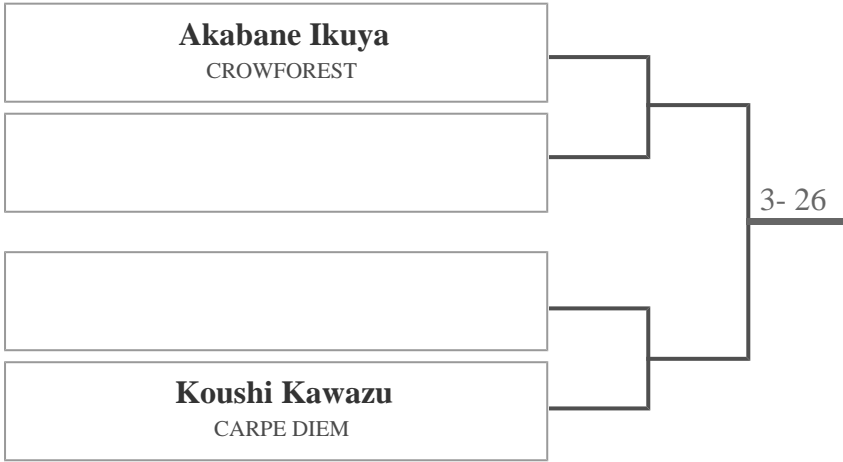 Akabane Ikuya
CROWFOREST
3- 26
Koushi Kawazu
CARPE DIEM